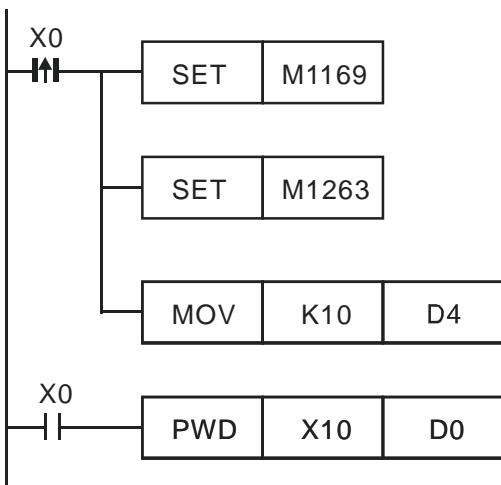 X0
SET M1169
SET M1263
MOV K10 D4
X0
PWD X10 D0